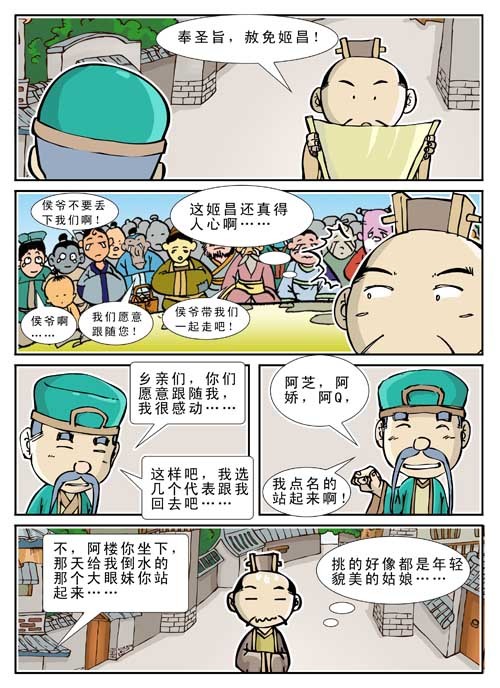 奉圣旨，赦免姬昌！
侯爷不要丢
下我们啊！
这姬昌还真得
人心啊……
侯爷啊
……
我们愿意
跟随您！
侯爷带我们
一起走吧！
乡亲们，你们
愿意跟随我，
我很感动……
这样吧，我选
几个代表跟我
回去吧……
阿芝，阿
娇，阿Q，
我点名的
站起来啊！
不，阿楼你坐下，
那天给我倒水的
那个大眼妹你站
起来……
挑的好像都是年轻
貌美的姑娘……